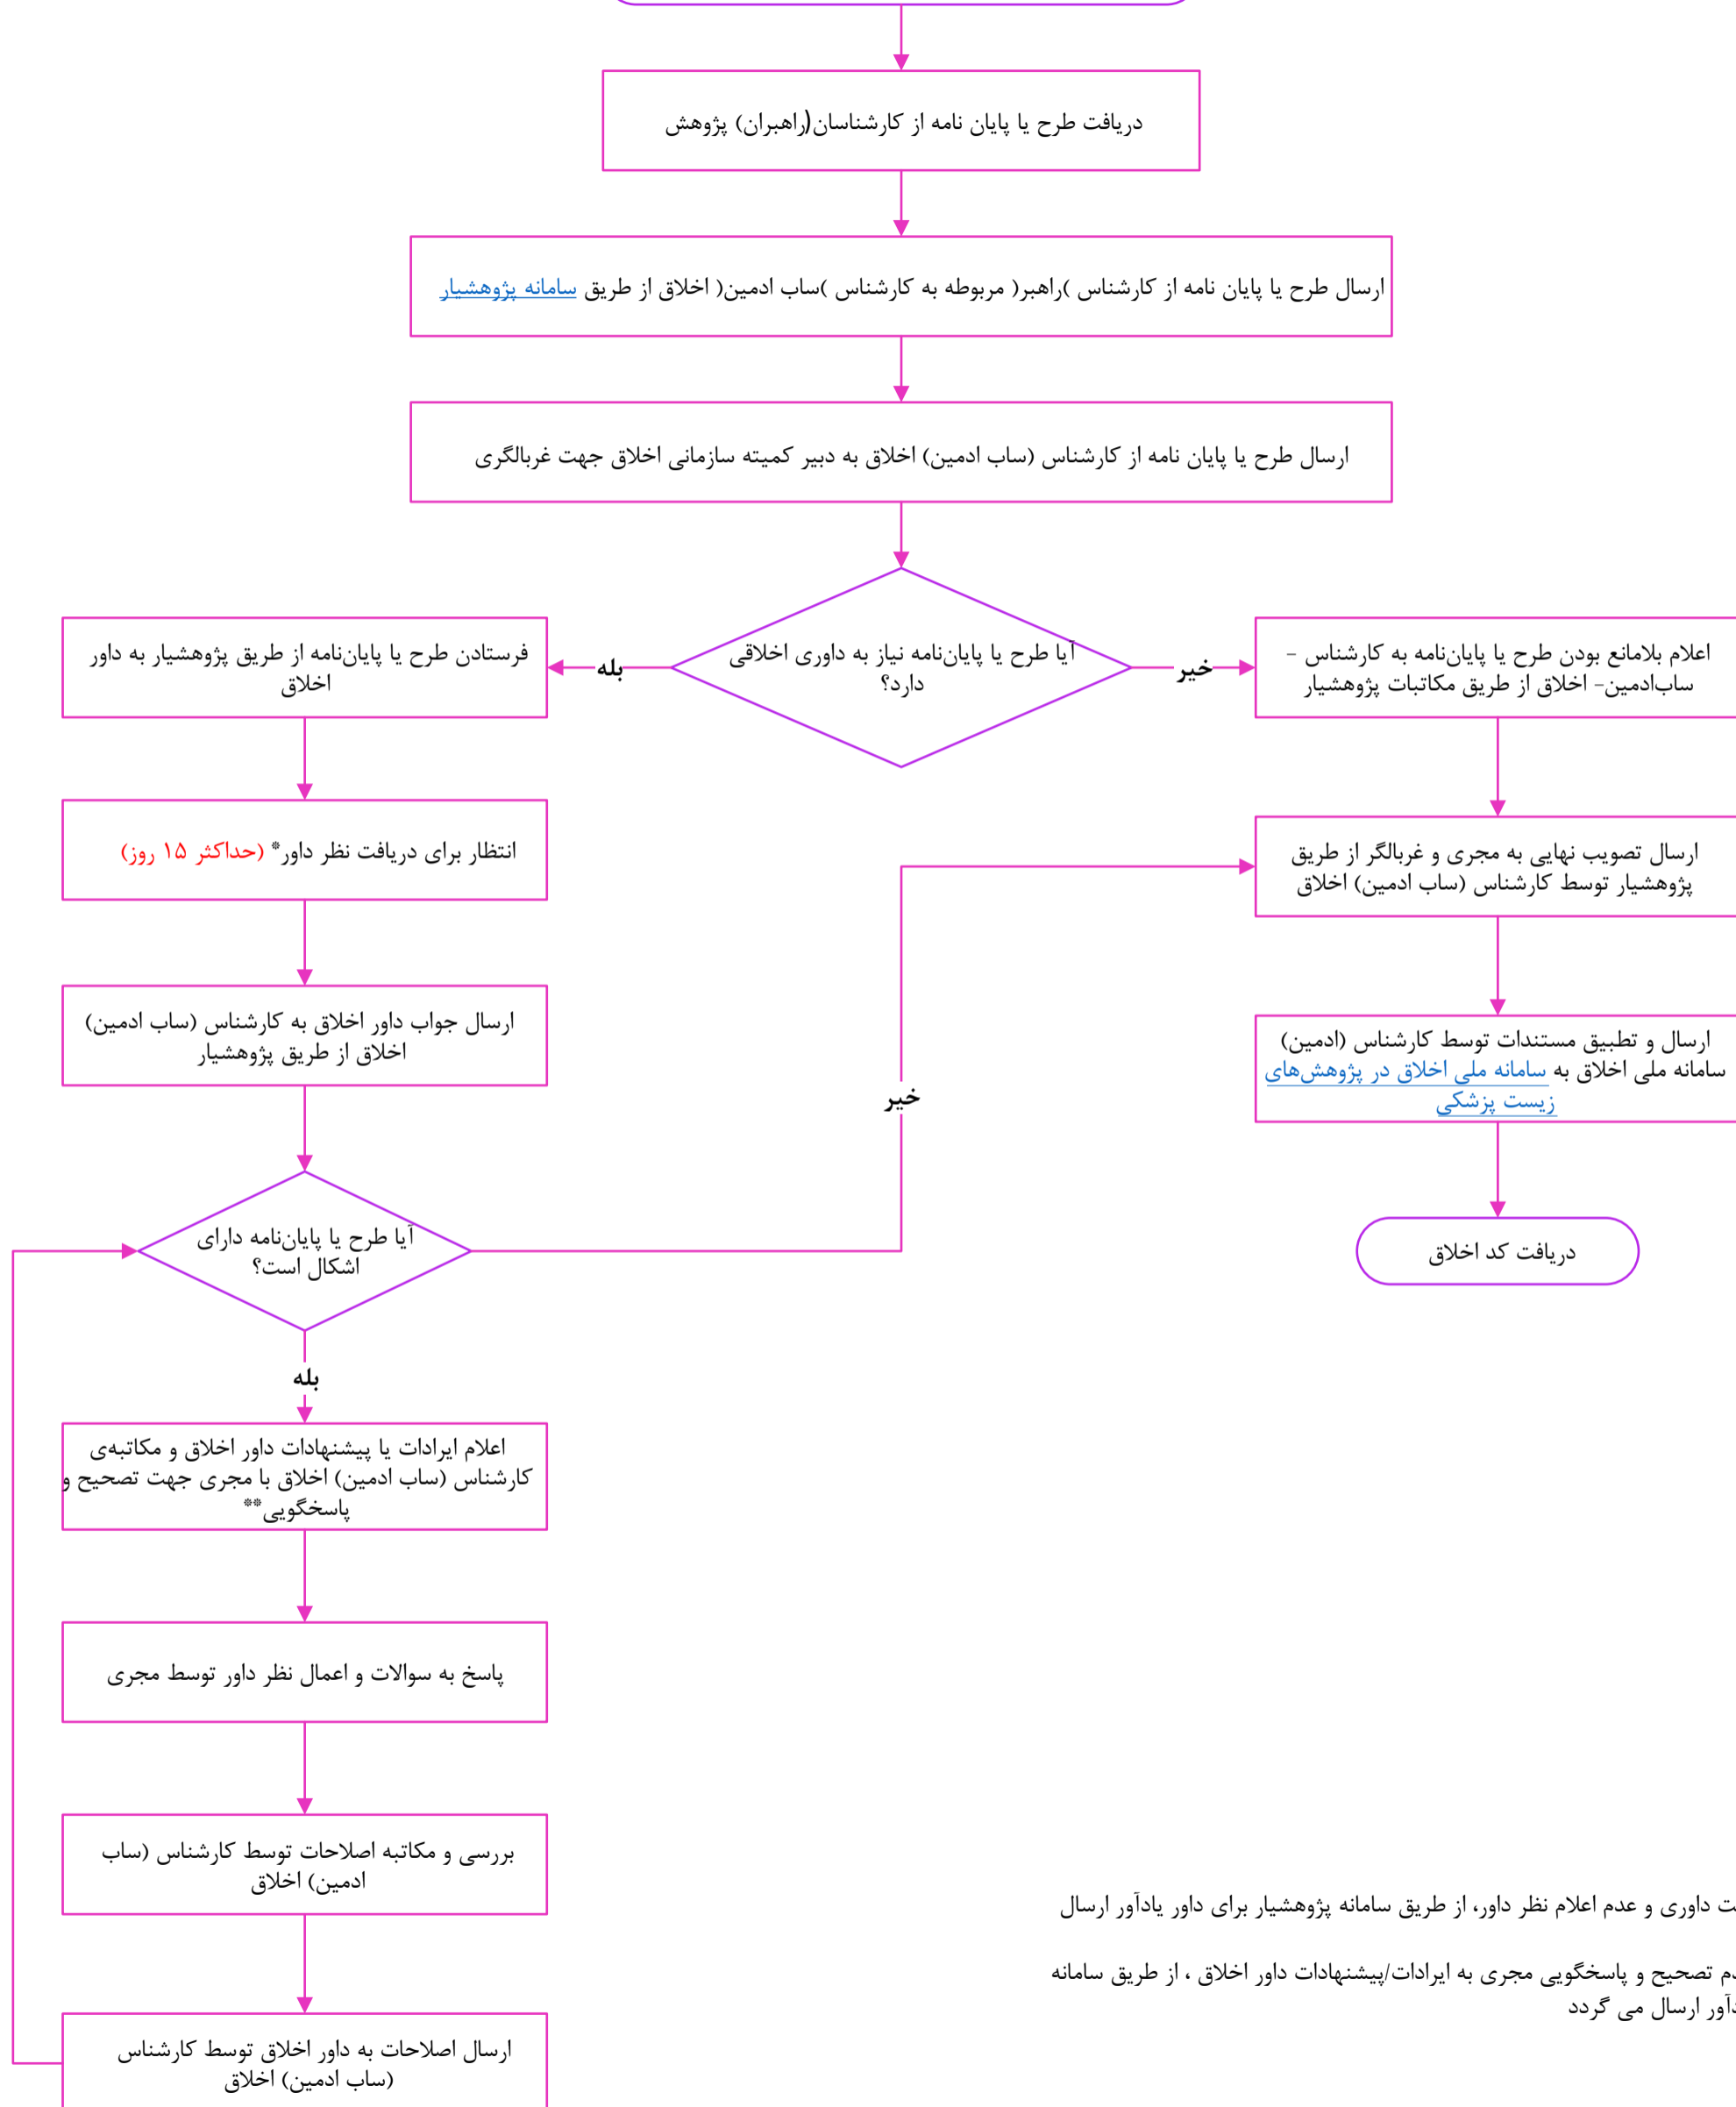 دریافت طرح یا پایان نامه از کارشناسان(راهبران) پژوهش
ارسال طرح یا پایان نامه از کارشناس )راهبر( مربوطه به کارشناس )ساب ادمین( اخلاق از طریق سامانه پژوهشیار
ارسال طرح یا پایان نامه از کارشناس (ساب ادمین) اخلاق به دبیر کمیته سازمانی اخلاق جهت غربالگری
آیا طرح یا پایان‌نامه نیاز به داوری اخلاقی
دارد؟
خیر
بله
اعلام بلامانع بودن طرح یا پایان‌نامه به کارشناس –
ساب‌ادمین– اخلاق از طریق مکاتبات پژوهشیار
ارسال تصویب نهایی به مجری و غربالگر از طریق
پژوهشیار توسط کارشناس (ساب ادمین) اخلاق
ارسال و تطبیق مستندات توسط کارشناس (ادمین)
سامانه ملی اخلاق به سامانه ملی اخلاق در پژوهش‌های
زیست پزشکی
دریافت کد اخلاق
فرستادن طرح یا پایان‌نامه از طریق پژوهشیار به داور
اخلاق
انتظار برای دریافت نظر داور* (حداکثر ۱۵ روز)
ارسال جواب داور اخلاق به کارشناس (ساب ادمین)
اخلاق از طریق پژوهشیار
آیا طرح یا پایان‌نامه دارای
اشکال است؟
خیر
بله
اعلام ایرادات یا پیشنهادات داور اخلاق و مکاتبه‌ی
کارشناس (ساب ادمین) اخلاق با مجری جهت تصحیح و
پاسخگویی**
پاسخ به سوالات و اعمال نظر داور توسط مجری
بررسی و مکاتبه اصلاحات توسط کارشناس (ساب
ادمین) اخلاق
ارسال اصلاحات به داور اخلاق توسط کارشناس
(ساب ادمین) اخلاق
داوری و عدم اعلام نظر داور، از طریق سامانه پژوهشیار برای داور یادآور ارسال
تصحیح و پاسخگویی مجری به ایرادات/پیشنهادات داور اخلاق ، از طریق سامانه
ارسال می گردد